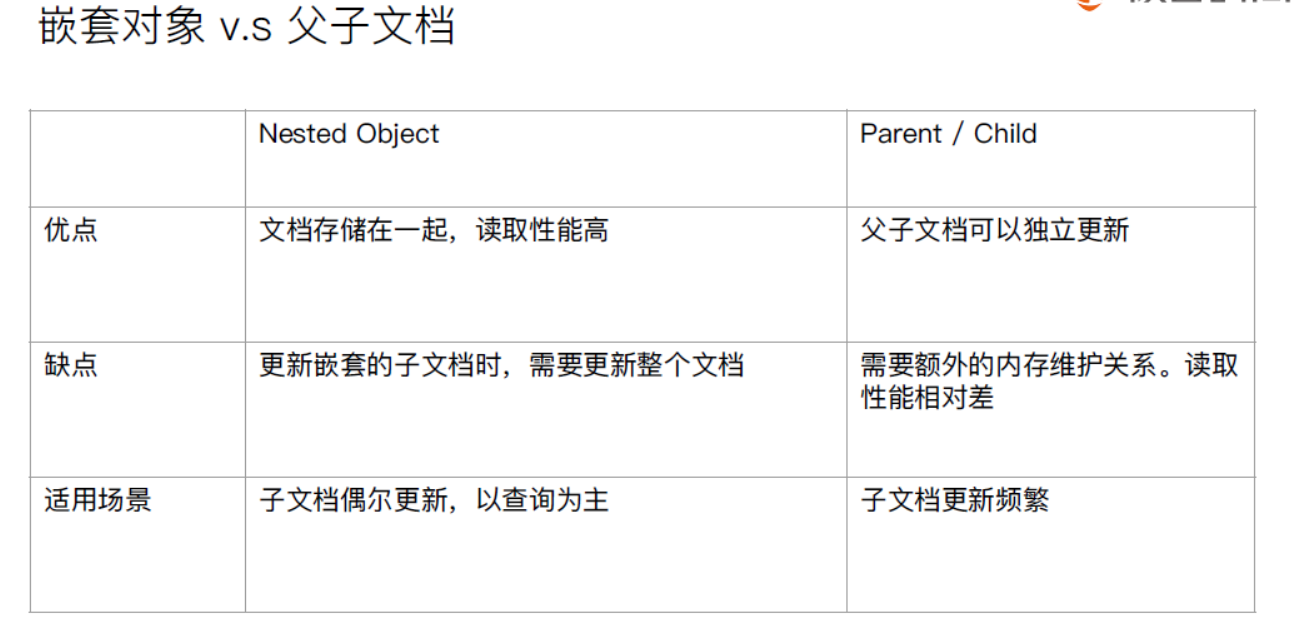 嵌套对象 v.s 父子文档
Nested Object
Parent / Child
优点
文档存储在一起，读取性能高
父子文档可以独立更新
缺点
更新嵌套的子文档时，需要更新整个文档
需要额外的内存维护关系。读取
性能相对差
适用场景
子文档偶尔更新，以查询为主
子文档更新频繁